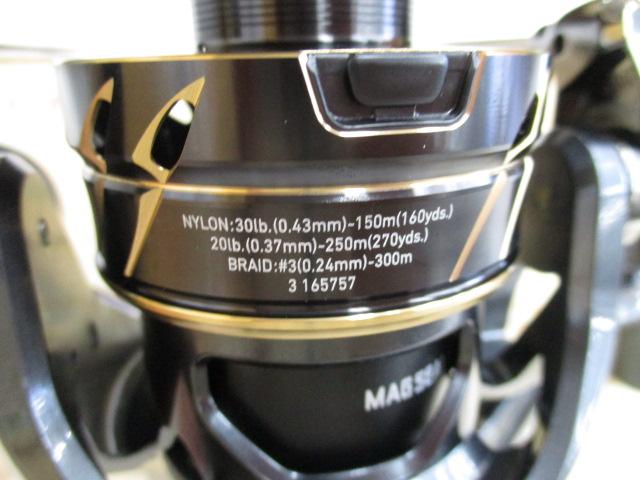 NYLON:30lb.(0.43mm)-150m(160yds.)
20lb.(0.37mm)-250m(270yds.)
BRAID:#3(0.24mm)-300m
3 165757